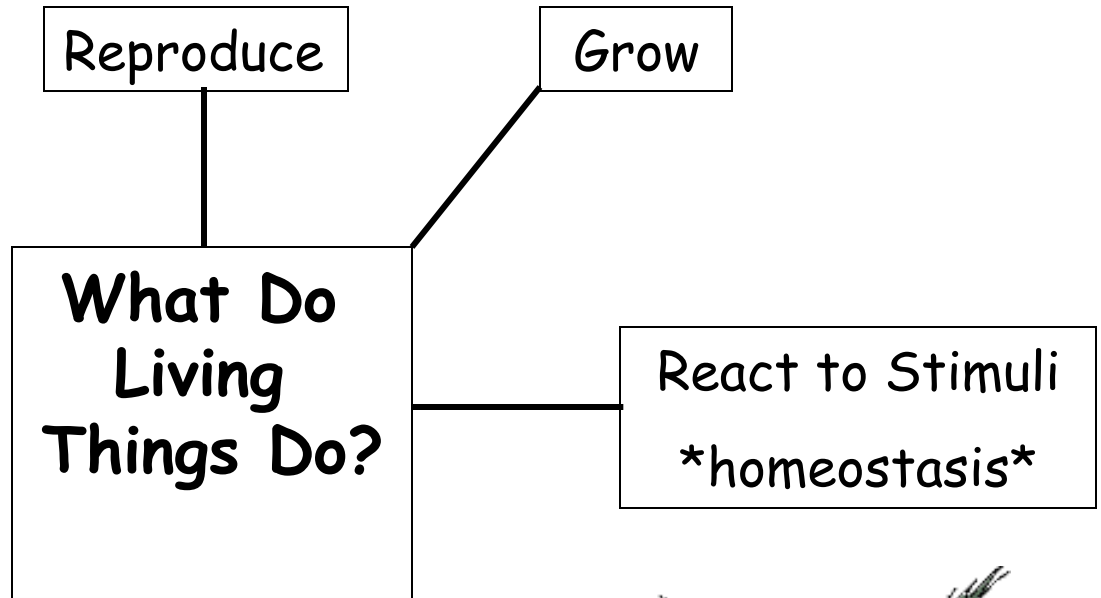 Reproduce
Grow
What Do
Living
Things Do?
React to Stimuli
*homeostasis*